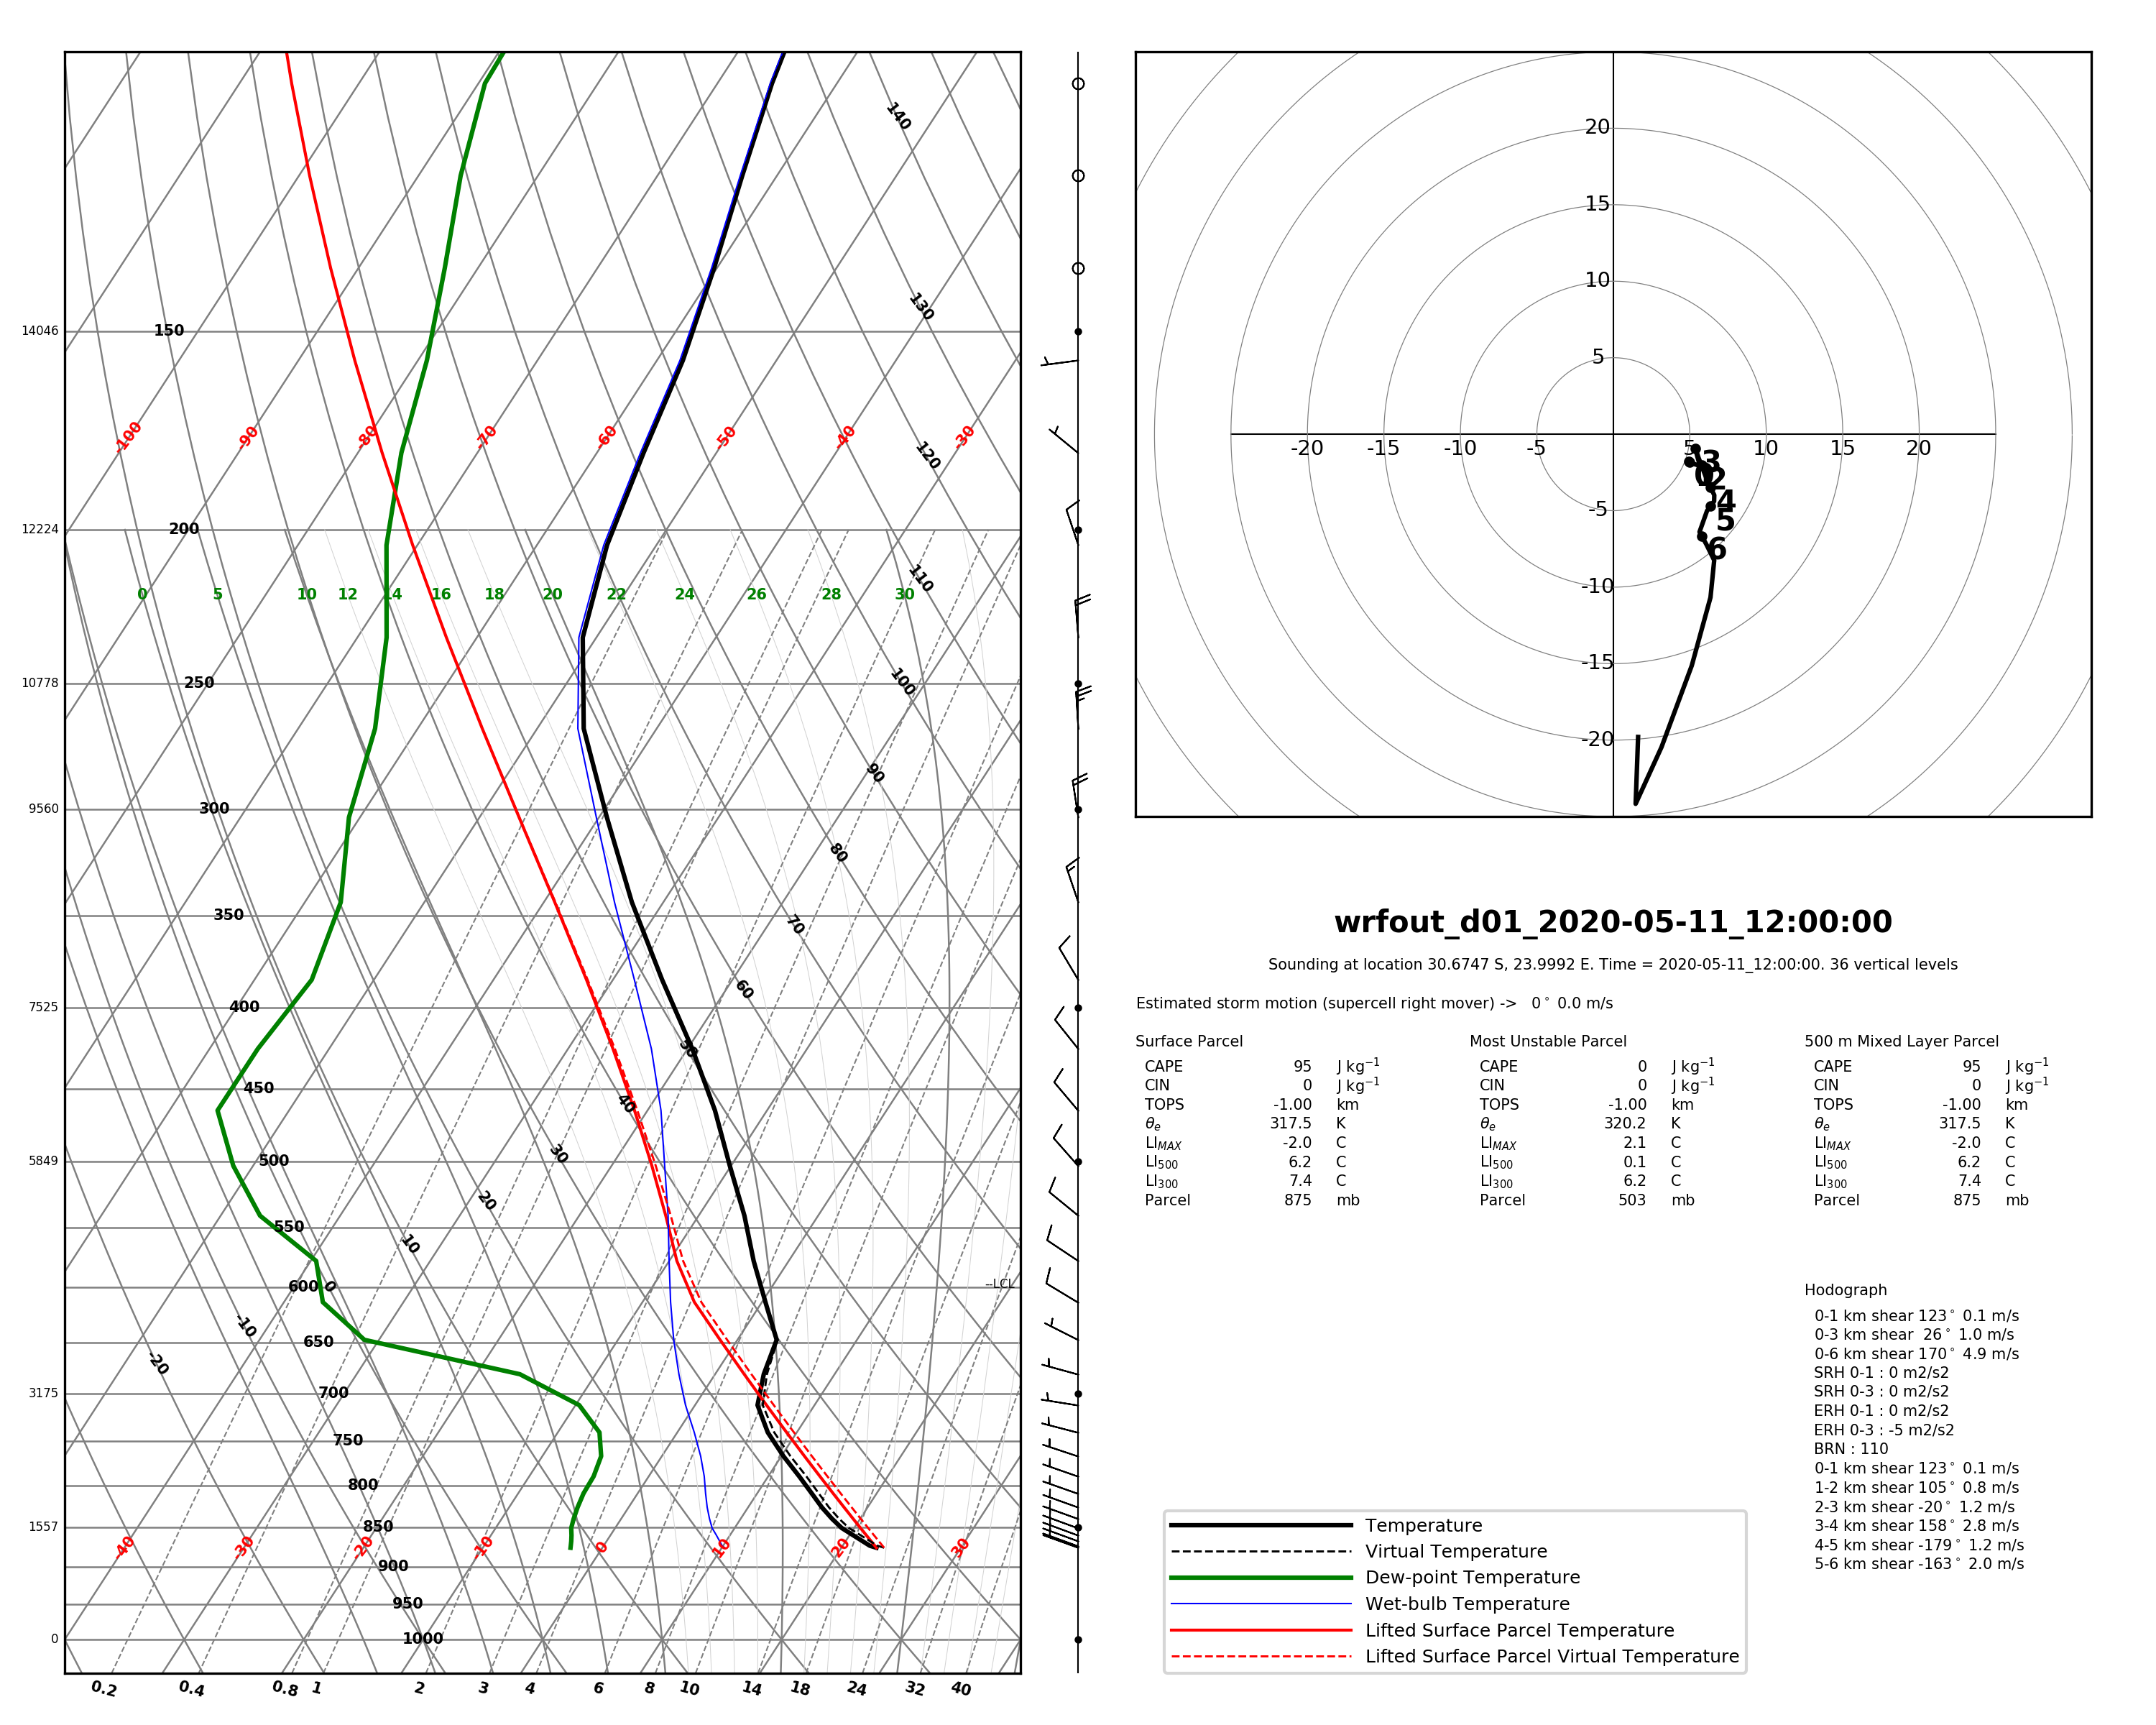 140
130
120
110
100
90
80
70
60
50
40
30
20
10
0
-10
-20
14046 150
-100 -90 -80 -70 -60 -50 -40 -30
12224 200
0 5 10 12 14 16 18 20 22 24 26 28 30
10778 250
9560 300
350
7525 400
450
5849 500
550
600 --LCL
650
3175 700
750
800
1557 850
-40 -30 -20 -10 0 10 20 30
900
950
0 1000
0.2 0.4 0.8 1 2 3 4 6 8 10 14 18 24 32 40
20
15
10
5
-20 -15 -10 -5 5 10 15 20
-5
-10
-15
-20
0 2 3 4 5 6
wrfout_d01_2020-05-11_12:00:00
Sounding at location 30.6747 S, 23.9992 E. Time = 2020-05-11_12:00:00. 36 vertical levels
Estimated storm motion (supercell right mover) -> 0° 0.0 m/s
Surface Parcel
CAPE 95 J kg⁻¹
CIN 0 J kg⁻¹
TOPS -1.00 km
θₑ 317.5 K
LI_MAX -2.0 C
LI₅₀₀ 6.2 C
LI₃₀₀ 7.4 C
Parcel 875 mb
Most Unstable Parcel
CAPE 0 J kg⁻¹
CIN 0 J kg⁻¹
TOPS -1.00 km
θₑ 320.2 K
LI_MAX 2.1 C
LI₅₀₀ 0.1 C
LI₃₀₀ 6.2 C
Parcel 503 mb
500 m Mixed Layer Parcel
CAPE 95 J kg⁻¹
CIN 0 J kg⁻¹
TOPS -1.00 km
θₑ 317.5 K
LI_MAX -2.0 C
LI₅₀₀ 6.2 C
LI₃₀₀ 7.4 C
Parcel 875 mb
Hodograph
0-1 km shear 123° 0.1 m/s
0-3 km shear 26° 1.0 m/s
0-6 km shear 170° 4.9 m/s
SRH 0-1 : 0 m2/s2
SRH 0-3 : 0 m2/s2
ERH 0-1 : 0 m2/s2
ERH 0-3 : -5 m2/s2
BRN : 110
0-1 km shear 123° 0.1 m/s
1-2 km shear 105° 0.8 m/s
2-3 km shear -20° 1.2 m/s
3-4 km shear 158° 2.8 m/s
4-5 km shear -179° 1.2 m/s
5-6 km shear -163° 2.0 m/s
Temperature
Virtual Temperature
Dew-point Temperature
Wet-bulb Temperature
Lifted Surface Parcel Temperature
Lifted Surface Parcel Virtual Temperature